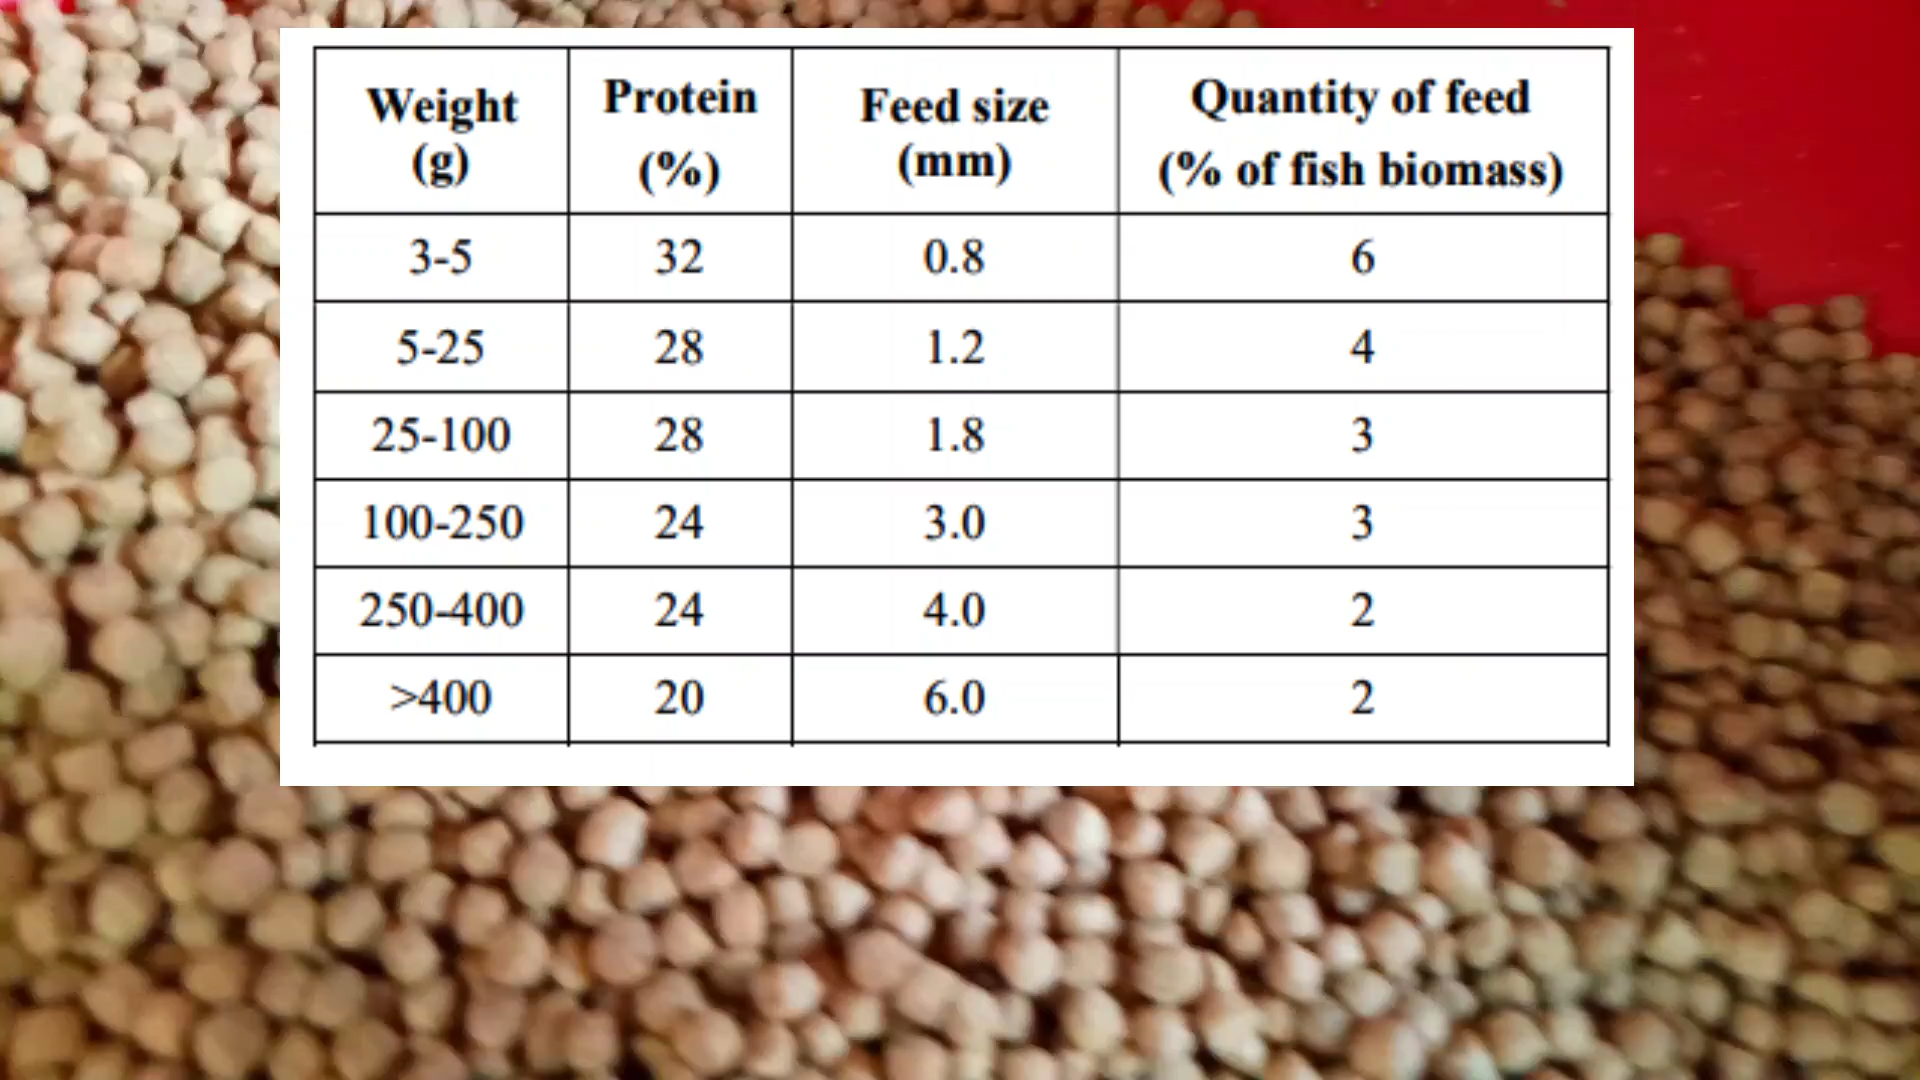 Weight (g) Protein (%) Feed size (mm) Quantity of feed (% of fish biomass)
3-5 32 0.8 6
5-25 28 1.2 4
25-100 28 1.8 3
100-250 24 3.0 3
250-400 24 4.0 2
>400 20 6.0 2